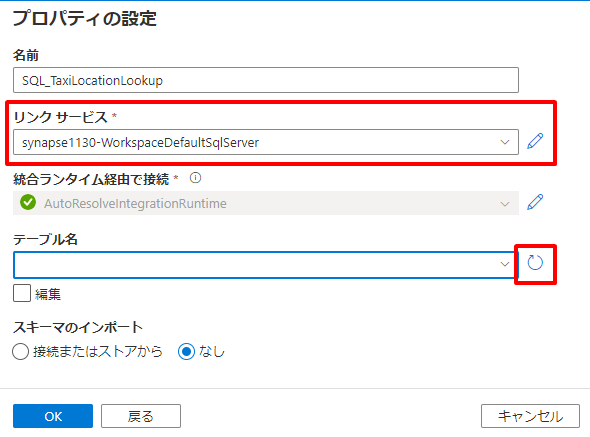 プロパティの設定
名前
SQL_TaxiLocationLookup
リンク サービス *
synapse1130-WorkspaceDefaultSqlServer
統合ランタイム経由で接続 *
AutoResolveIntegrationRuntime
テーブル名
編集
スキーマのインポート
接続またはストアから なし
OK 戻る キャンセル